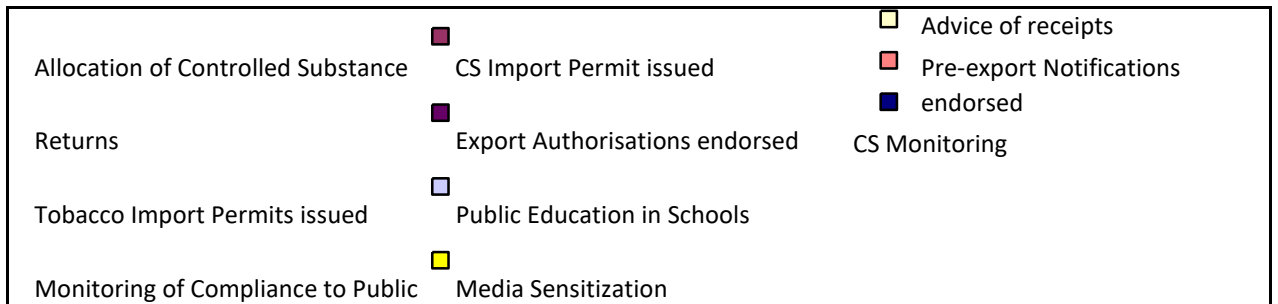 Advice of receipts
Allocation of Controlled Substance CS Import Permit issued Pre-export Notifications
endorsed
Returns Export Authorisations endorsed CS Monitoring
Tobacco Import Permits issued Public Education in Schools
Monitoring of Compliance to Public Media Sensitization